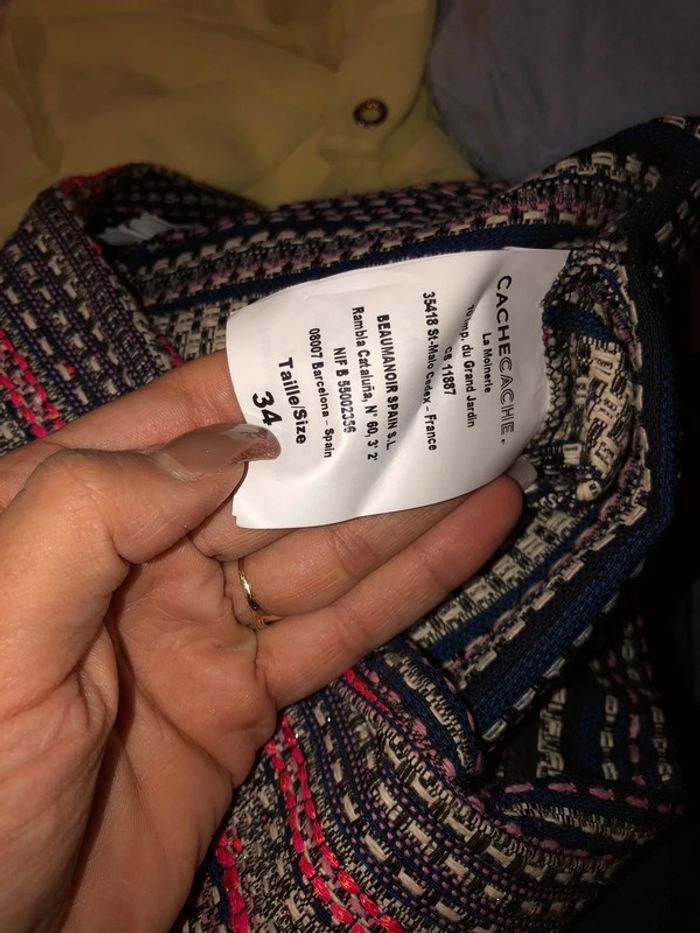 CACHECACHE.
La Moinerie
10 Imp. du Grand Jardin
CS 11887
35418 St-Malo Cedex – France
BEAUMANOIR SPAIN S.L.
Rambla Cataluña, N° 60, 3' 2'
NIF B 55002356
08007 Barcelona – Spain
Taille/Size
34